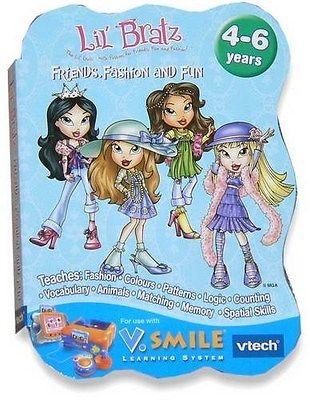 Lil' Bratz
Friends, Fashion and Fun
4-6
years
Teaches: Fashion • Colours • Patterns • Logic • Counting
• Vocabulary • Animals • Matching • Memory • Spatial Skills
© MGA
For use with
V.SMILE
LEARNING SYSTEM
vtech